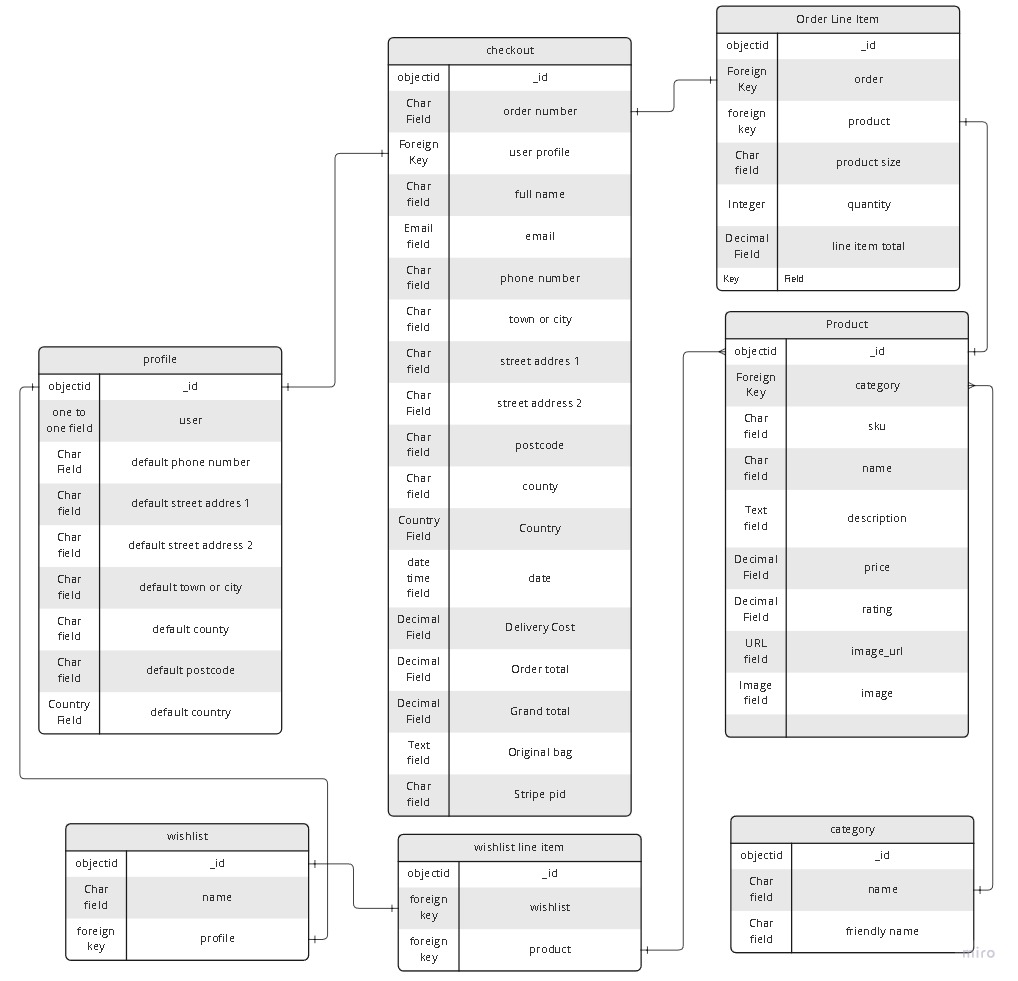 checkout
objectid
_id
Char
Field
order number
Foreign
Key
user profile
Char
field
full name
Email
field
email
Char
field
phone number
Char
field
town or city
Char
field
street addres 1
Char
Field
street address 2
Char
Field
postcode
Char
field
county
Country
Field
Country
date
time
field
date
Decimal
Field
Delivery Cost
Decimal
Field
Order total
Decimal
Field
Grand total
Text
field
Original bag
Char
field
Stripe pid
Order Line Item
objectid
_id
Foreign
Key
order
foreign
key
product
Char
field
product size
Integer
quantity
Decimal
Field
line item total
Key
Field
profile
objectid
_id
one to
one field
user
Char
Field
default phone number
Char
field
default street addres 1
Char
field
default street address 2
Char
field
default town or city
Char
field
default county
Char
field
default postcode
Country
Field
default country
Product
objectid
_id
Foreign
Key
category
Char
field
sku
Char
field
name
Text
field
description
Decimal
Field
price
Decimal
Field
rating
URL
field
image_url
Image
field
image
wishlist
objectid
_id
Char
field
name
foreign
key
profile
wishlist line item
objectid
_id
foreign
key
wishlist
foreign
key
product
category
objectid
_id
Char
field
name
Char
field
friendly name
miro